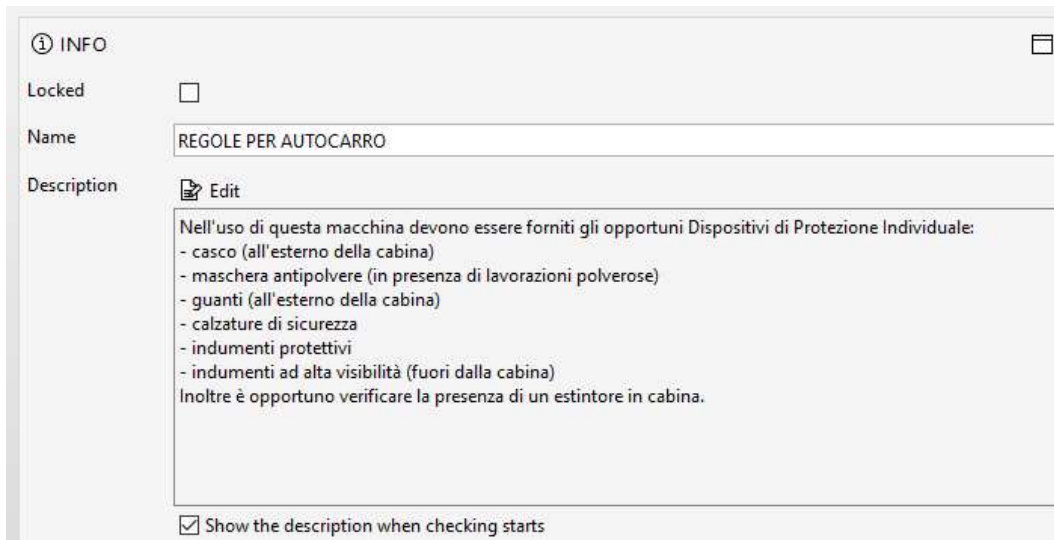 INFO
Locked
Name
REGOLE PER AUTOCARRO
Description
Edit
Nell'uso di questa macchina devono essere forniti gli opportuni Dispositivi di Protezione Individuale:
- casco (all'esterno della cabina)
- maschera antipolvere (in presenza di lavorazioni polverose)
- guanti (all'esterno della cabina)
- calzature di sicurezza
- indumenti protettivi
- indumenti ad alta visibilità (fuori dalla cabina)
Inoltre è opportuno verificare la presenza di un estintore in cabina.
Show the description when checking starts